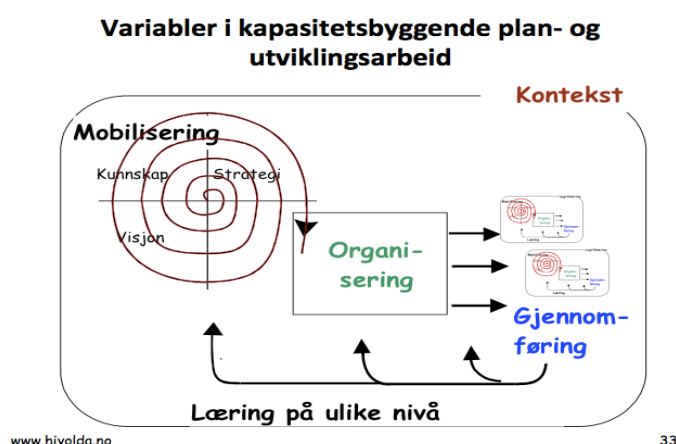 Variabler i kapasitetsbyggende plan- og
utviklingsarbeid
Kontekst
Mobilisering
Kunnskap
Strategi
Visjon
Organi-
sering
Gjennom-
føring
Læring på ulike nivå
www.hivolda.no
33